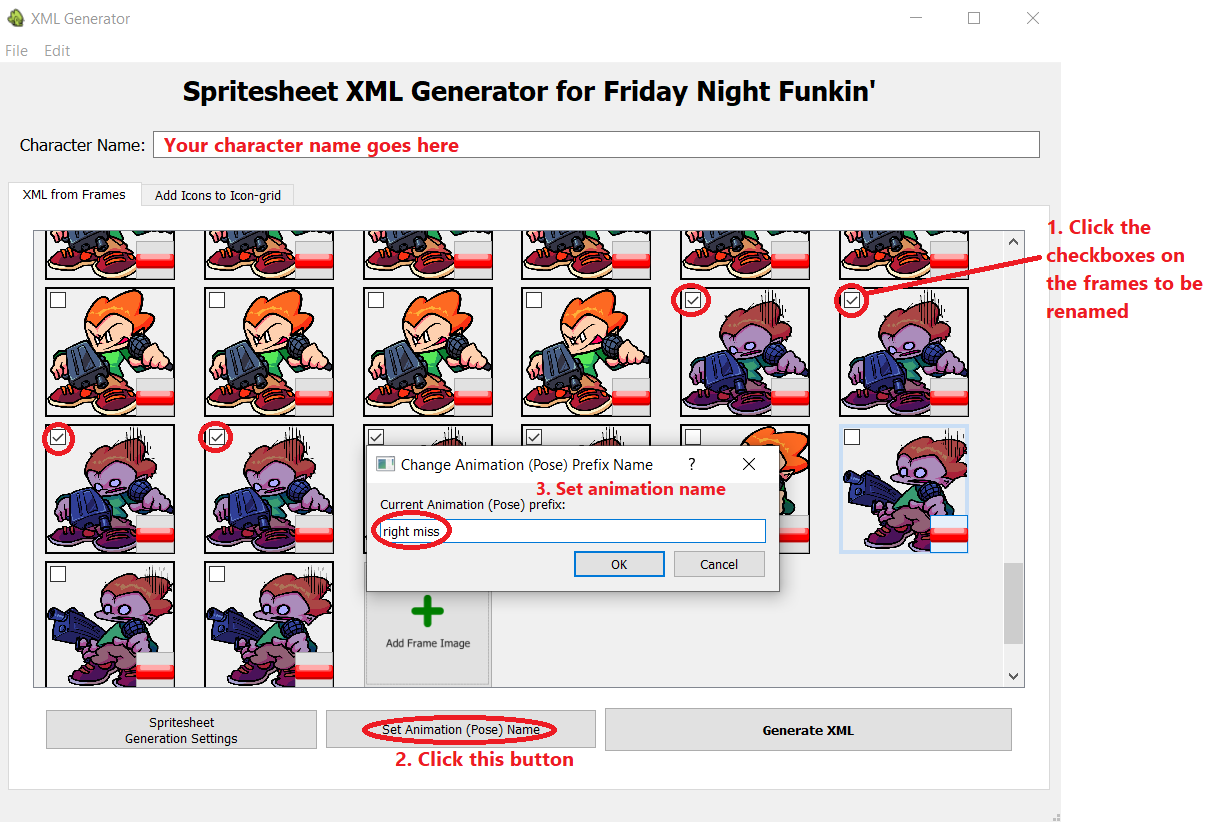 XML Generator
File Edit
Spritesheet XML Generator for Friday Night Funkin'
Character Name: Your character name goes here
XML from Frames Add Icons to Icon-grid
1. Click the
checkboxes on
the frames to be
renamed
Change Animation (Pose) Prefix Name ?
3. Set animation name
Current Animation (Pose) prefix:
right miss
OK Cancel
Add Frame Image
Spritesheet
Generation Settings
Set Animation (Pose) Name
Generate XML
2. Click this button